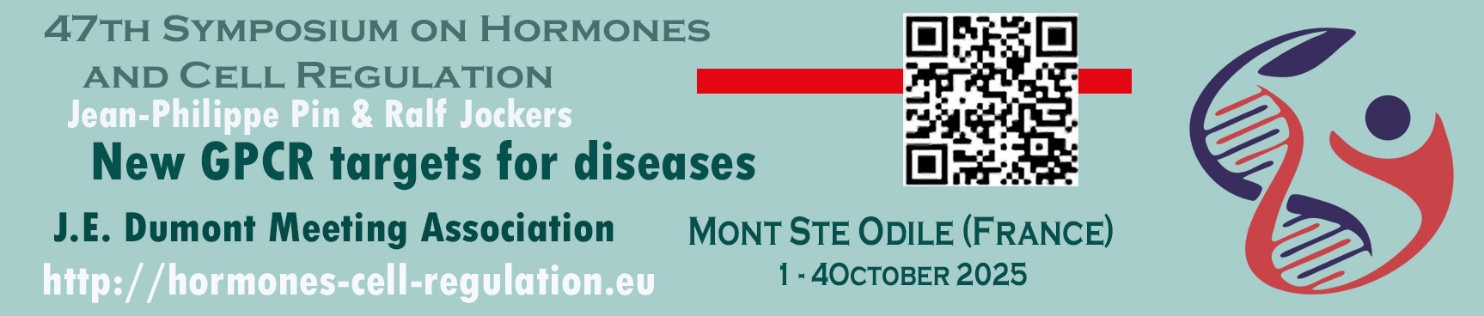 47th Symposium on Hormones
and Cell Regulation
Jean-Philippe Pin & Ralf Jockers
New GPCR targets for diseases
J.E. Dumont Meeting Association
http://hormones-cell-regulation.eu
Mont Ste Odile (France)
1 - 4October 2025